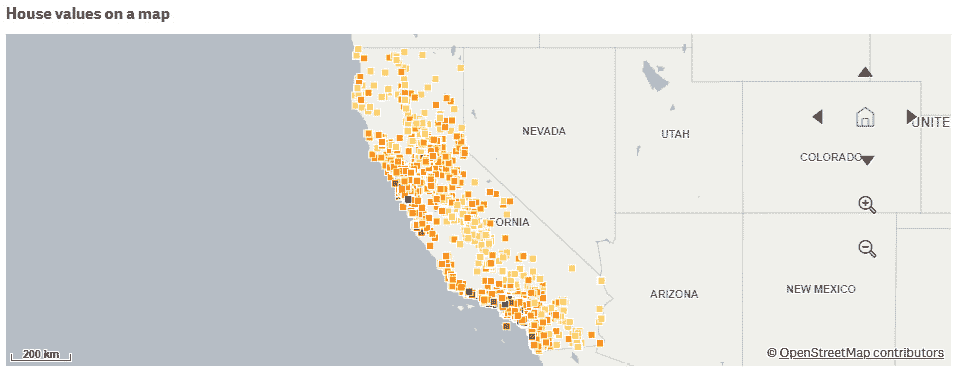 House values on a map
NEVADA
UTAH
UNITE
COLORADO
FORNIA
ARIZONA
NEW MEXICO
200 km
© OpenStreetMap contributors